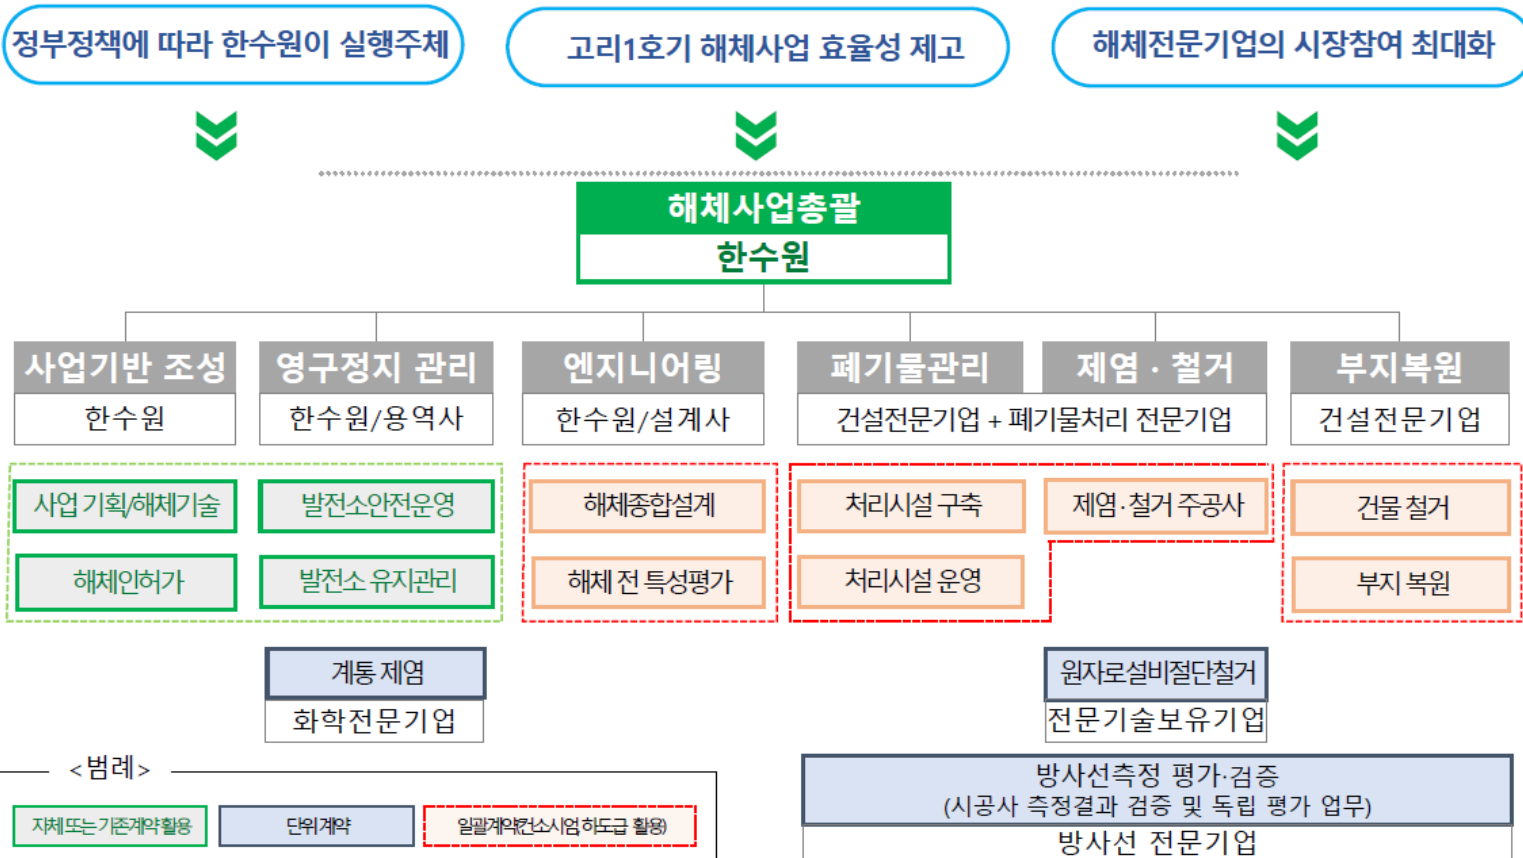 정부정책에 따라 한수원이 실행주체
고리1호기 해체사업 효율성 제고
해체전문기업의 시장참여 최대화
해체사업총괄
한수원
사업기반 조성
영구정지 관리
엔지니어링
폐기물관리
제염 · 철거
부지복원
한수원
한수원/용역사
한수원/설계사
건설전문기업 + 폐기물처리 전문기업
건설전문기업
사업 기획/해체기술
발전소안전운영
해체종합설계
처리시설 구축
제염·철거 주공사
건물 철거
해체인허가
발전소 유지관리
해체 전 특성평가
처리시설 운영
부지 복원
계통 제염
화학전문기업
원자로설비절단철거
전문기술보유기업
방사선측정 평가·검증
(시공사 측정결과 검증 및 독립 평가 업무)
방사선 전문기업
<범례>
자체 또는 기존계약 활용
단위계약
일괄계약(컨소시엄, 하도급 활용)